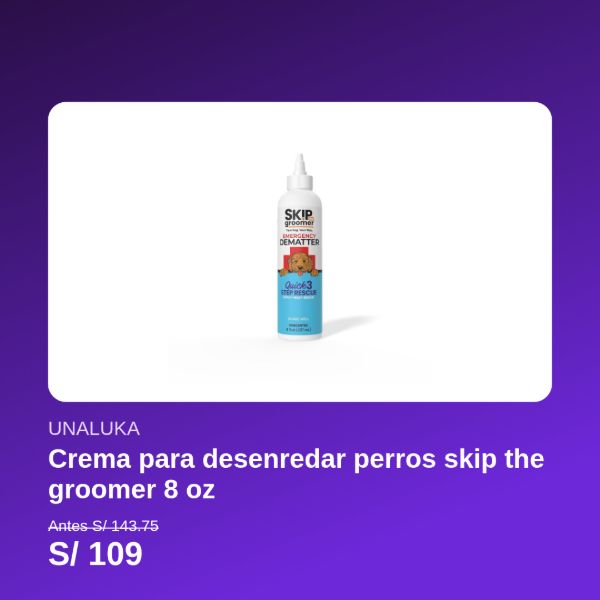 SKIP
groomer
EMERGENCY
DEMATTER
Quick 3
STEP RESCUE
UNALUKA
Crema para desenredar perros skip the
groomer 8 oz
Antes S/ 143.75
S/ 109